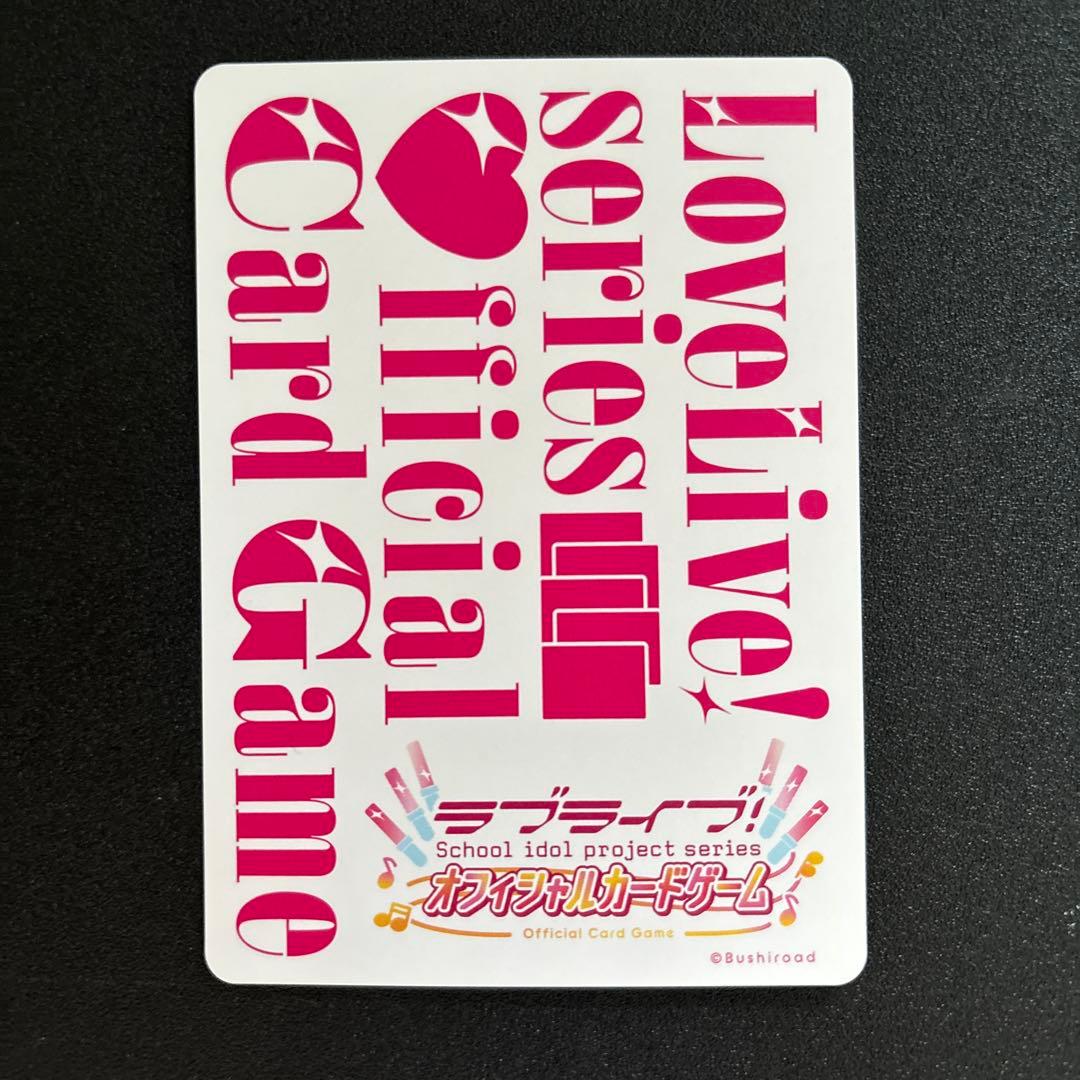 LoveLive!
series
Official
Card Game
ラブライブ!
School idol project series
オフィシャルカードゲーム
Official Card Game
©Bushiroad